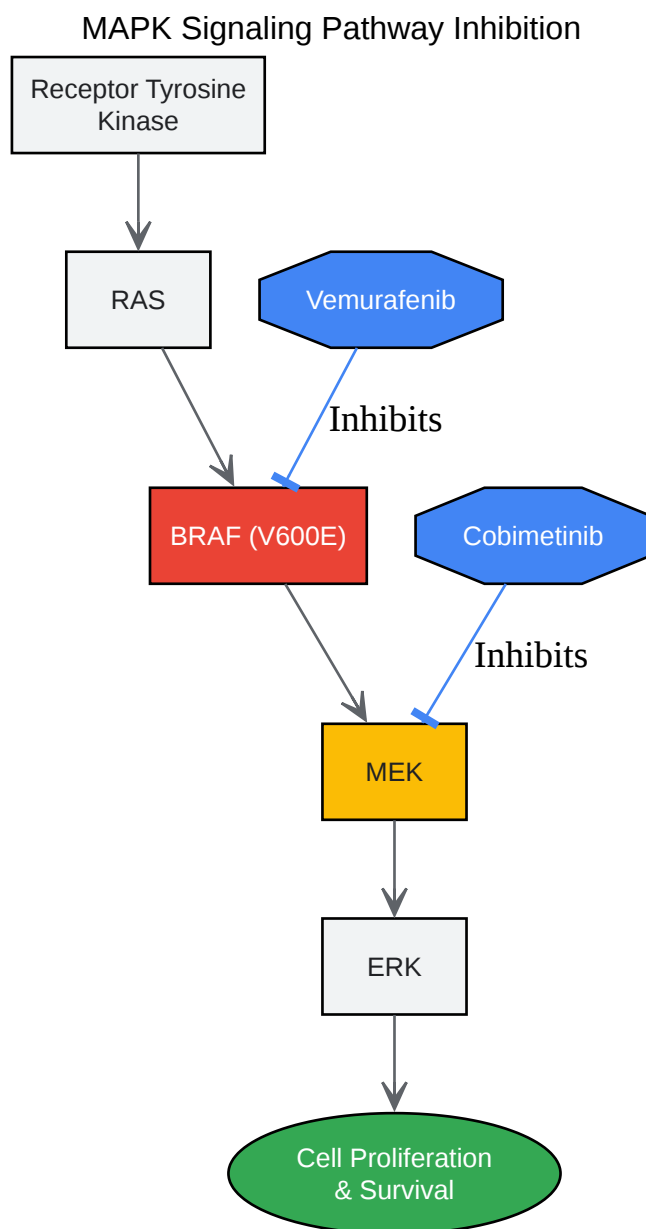 MAPK Signaling Pathway Inhibition
Receptor Tyrosine
Kinase
RAS
Vemurafenib
Inhibits
BRAF (V600E)
Cobimetinib
Inhibits
MEK
ERK
Cell Proliferation
& Survival